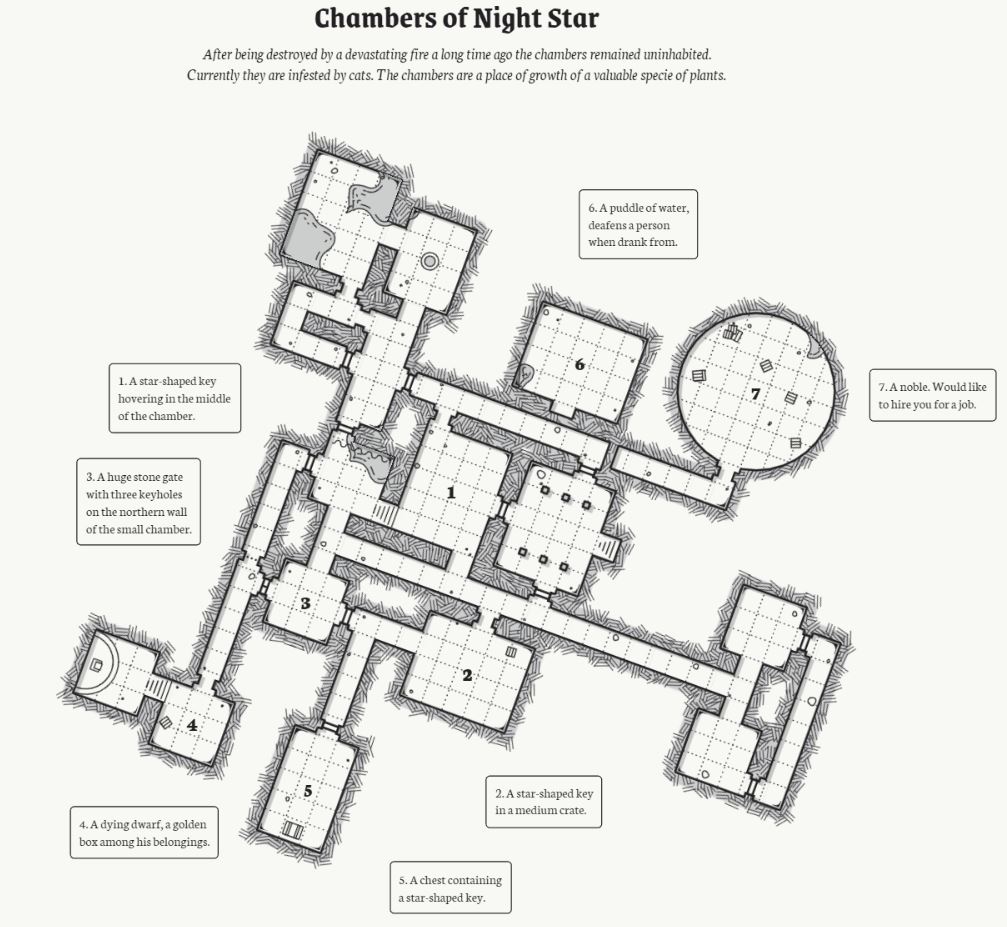 Chambers of Night Star
After being destroyed by a devastating fire a long time ago the chambers remained uninhabited.
Currently they are infested by cats. The chambers are a place of growth of a valuable specie of plants.
6. A puddle of water,
deafens a person
when drank from.
1. A star-shaped key
hovering in the middle
of the chamber.
7. A noble. Would like
to hire you for a job.
3. A huge stone gate
with three keyholes
on the northern wall
of the small chamber.
6
7
1
3
2
4
5
2. A star-shaped key
in a medium crate.
4. A dying dwarf, a golden
box among his belongings.
5. A chest containing
a star-shaped key.